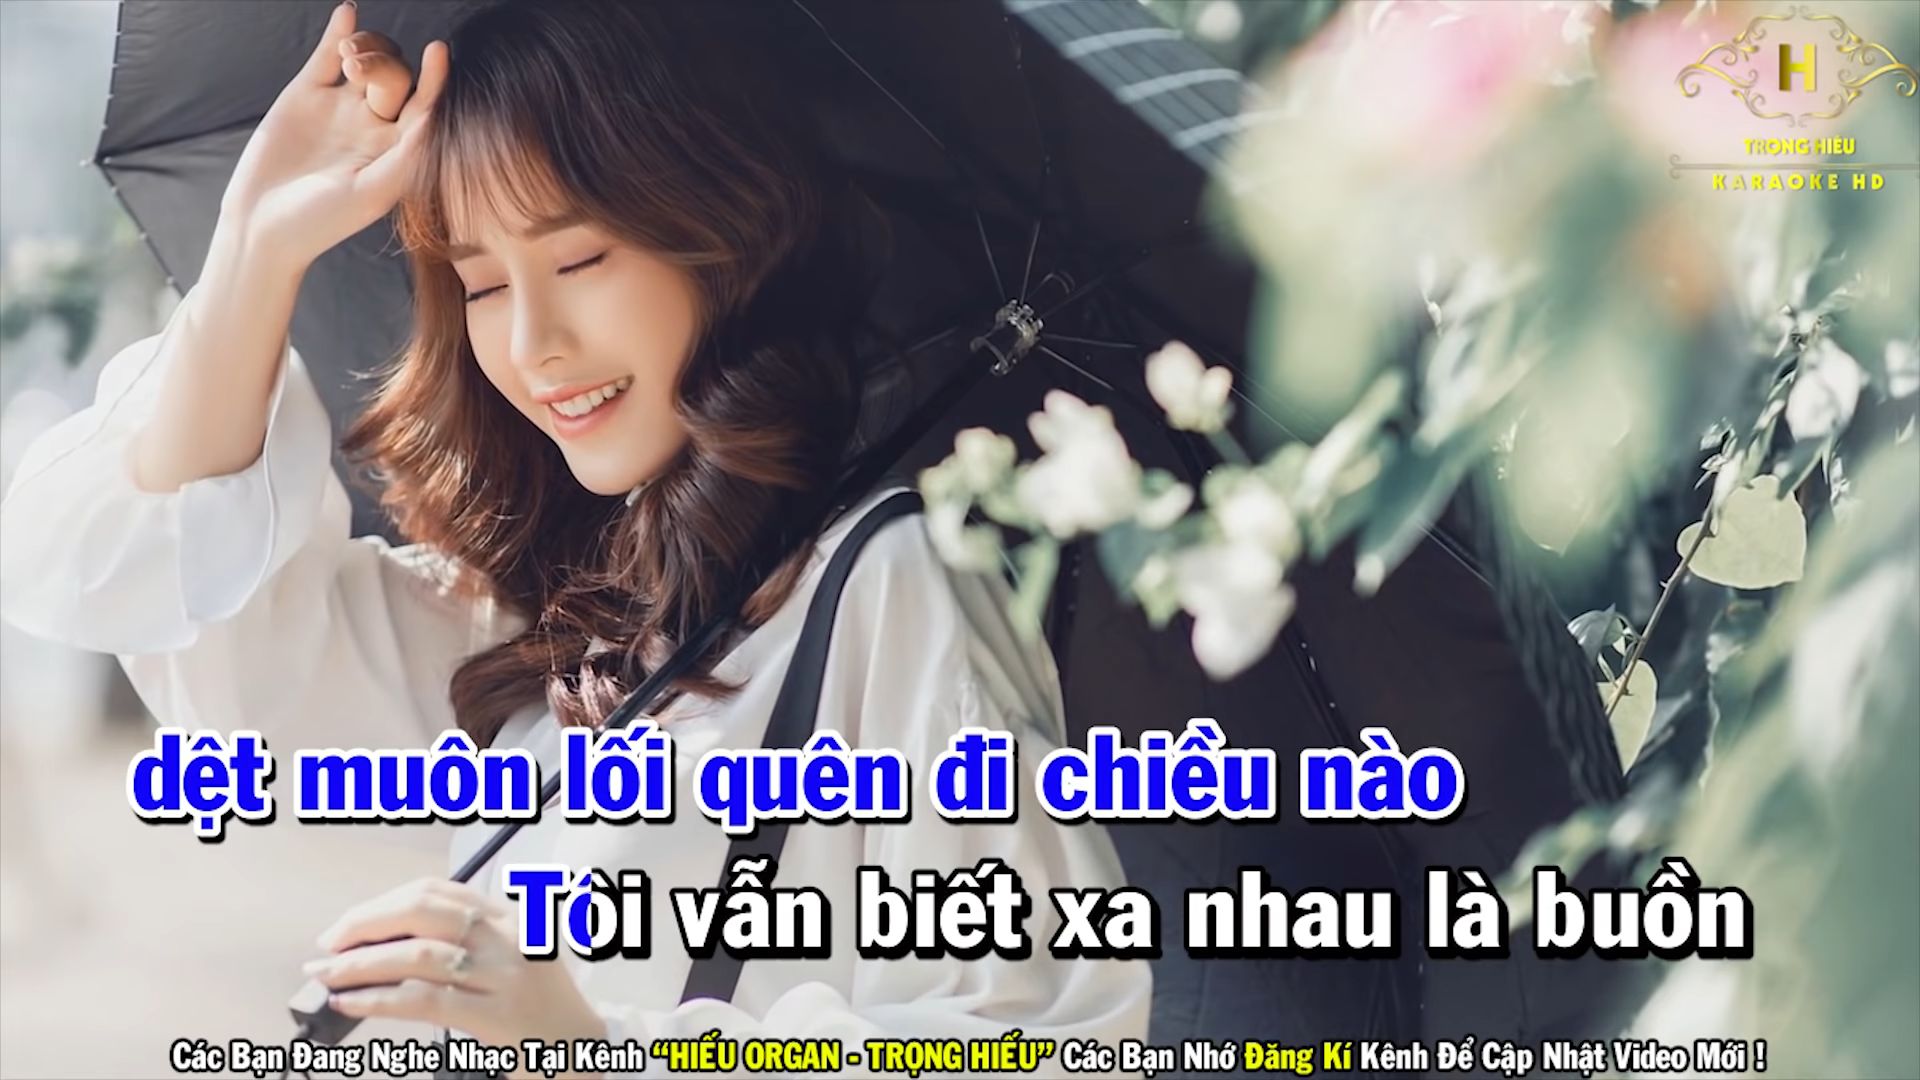 H
TRỌNG HIẾU
KARAOKE HD
dệt muôn lối quên đi chiều nào
Tôi vẫn biết xa nhau là buồn
Các Bạn Đang Nghe Nhạc Tại Kênh “HIẾU ORGAN - TRỌNG HIẾU” Các Bạn Nhớ Đăng Kí Kênh Để Cập Nhật Video Mới !